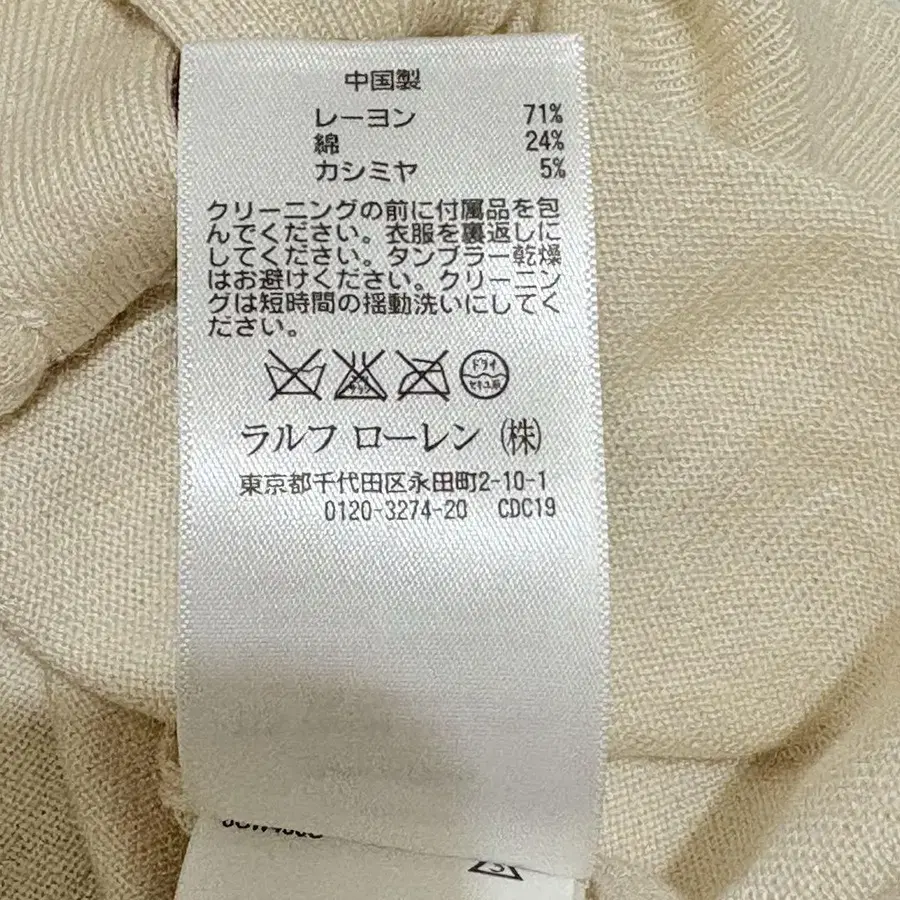 中国製
レーヨン 71%
綿 24%
カシミヤ 5%
クリーニングの前に付属品を包
んでください。衣服を裏返しに
してください。タンブラー乾燥
はお避けください。クリーニン
グは短時間の揺動洗いにしてく
ださい。
ドライ
セキユ系
ラルフ ローレン (株)
東京都千代田区永田町2-10-1
0120-3274-20 CDC19